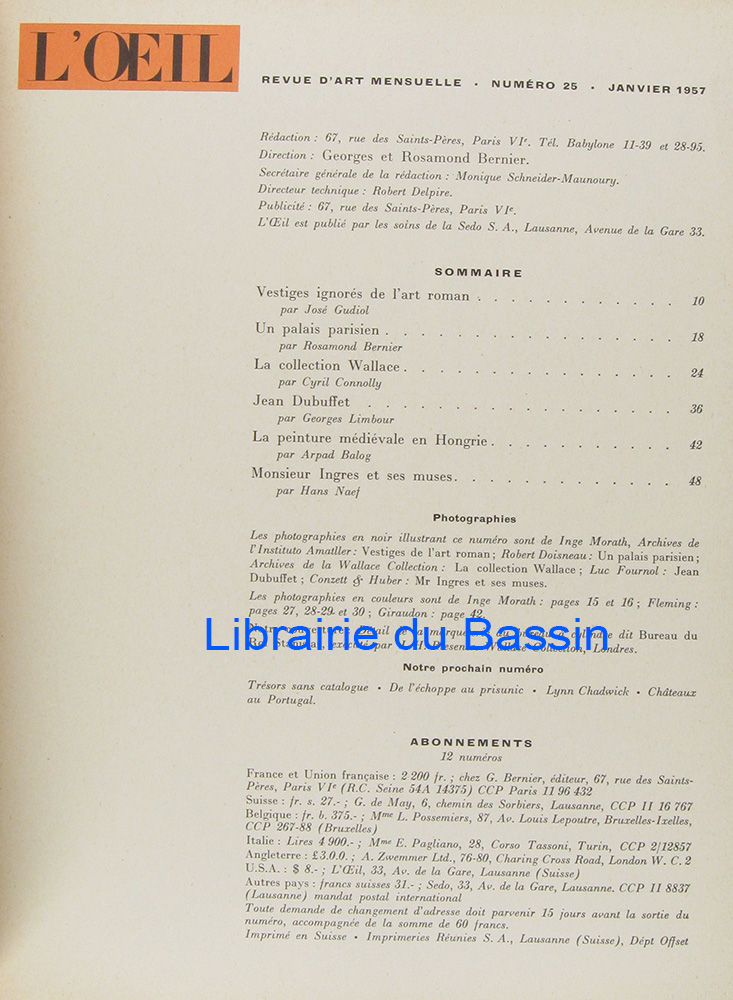 L'ŒIL
REVUE D'ART MENSUELLE · NUMÉRO 25 · JANVIER 1957
Rédaction : 67, rue des Saints-Pères, Paris VIe. Tél. Babylone 11-39 et 28-95.
Direction : Georges et Rosamond Bernier.
Secrétaire générale de la rédaction : Monique Schneider-Maunoury.
Directeur technique : Robert Delpire.
Publicité : 67, rue des Saints-Pères, Paris VIe.
L'Œil est publié par les soins de la Sedo S. A., Lausanne, Avenue de la Gare 33.
SOMMAIRE
Vestiges ignorés de l'art roman . . . . . . . . . . . . 10
par José Gudiol
Un palais parisien . . . . . . . . . . . . . . . . 18
par Rosamond Bernier
La collection Wallace . . . . . . . . . . . . . . . 24
par Cyril Connolly
Jean Dubuffet . . . . . . . . . . . . . . . . . 36
par Georges Limbour
La peinture médiévale en Hongrie . . . . . . . . . . . 42
par Arpad Balog
Monsieur Ingres et ses muses . . . . . . . . . . . . . 48
par Hans Naef
Photographies
Les photographies en noir illustrant ce numéro sont de Inge Morath, Archives de
l'Instituto Amatller : Vestiges de l'art roman ; Robert Doisneau : Un palais parisien ;
Archives de la Wallace Collection : La collection Wallace ; Luc Fournol : Jean
Dubuffet ; Conzett & Huber : Mr Ingres et ses muses.
Les photographies en couleurs sont de Inge Morath : pages 15 et 16 ; Fleming :
pages 27, 28-29 et 30 ; Giraudon : page 42.
dit Bureau du
Librairie du Bassin
Collection, Londres.
Notre prochain numéro
Trésors sans catalogue • De l'échoppe au prisunic • Lynn Chadwick • Châteaux
au Portugal.
ABONNEMENTS
12 numéros
France et Union française : 2 200 fr. ; chez G. Bernier, éditeur, 67, rue des Saints-
Pères, Paris VIe (R.C. Seine 54A 14375) CCP Paris 11 96 432
Suisse : fr. s. 27.- ; G. de May, 6, chemin des Sorbiers, Lausanne, CCP II 16 767
Belgique : fr. b. 375.- ; Mme L. Possemiers, 87, Av. Louis Lepoutre, Bruxelles-Ixelles,
CCP 267-88 (Bruxelles)
Italie : Lires 4 900.- ; Mme E. Pagliano, 28, Corso Tassoni, Turin, CCP 2/12857
Angleterre : £3.0.0. ; A. Zwemmer Ltd., 76-80, Charing Cross Road, London W. C. 2
U.S.A. : $ 8.- ; L'Œil, 33, Av. de la Gare, Lausanne (Suisse)
Autres pays : francs suisses 31.- ; Sedo, 33, Av. de la Gare, Lausanne. CCP II 8837
(Lausanne) mandat postal international
Toute demande de changement d'adresse doit parvenir 15 jours avant la sortie du
numéro, accompagnée de la somme de 60 francs.
Imprimé en Suisse • Imprimeries Réunies S. A., Lausanne (Suisse), Dépt Offset